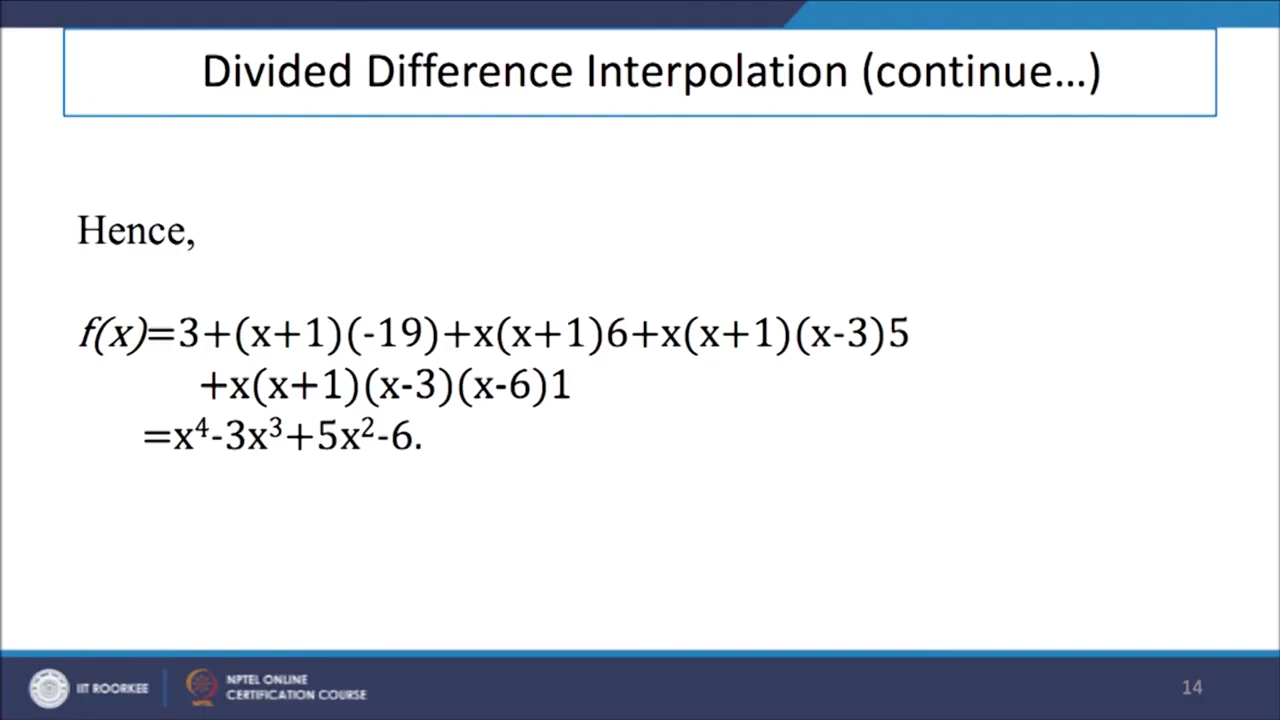 Divided Difference Interpolation (continue...)
Hence,
f(x)=3+(x+1)(-19)+x(x+1)6+x(x+1)(x-3)5
+x(x+1)(x-3)(x-6)1
=x⁴-3x³+5x²-6.
IIT ROORKEE
NPTEL ONLINE
CERTIFICATION COURSE
14